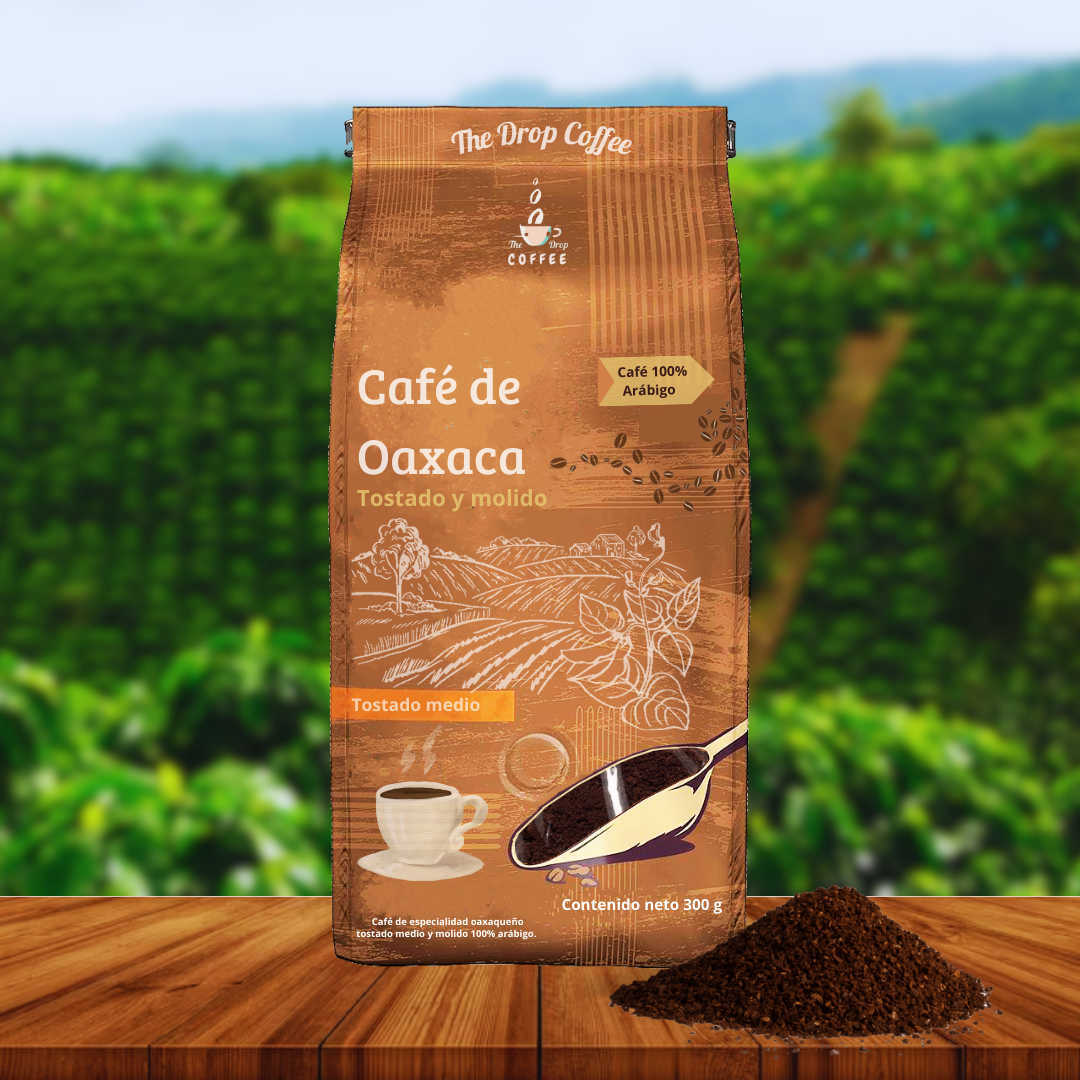 The Drop Coffee
The Drop
COFFEE
Café de
Oaxaca
Tostado y molido
Café 100%
Arábigo
Tostado medio
Contenido neto 300 g
Café de especialidad oaxaqueño
tostado medio y molido 100% arábigo.